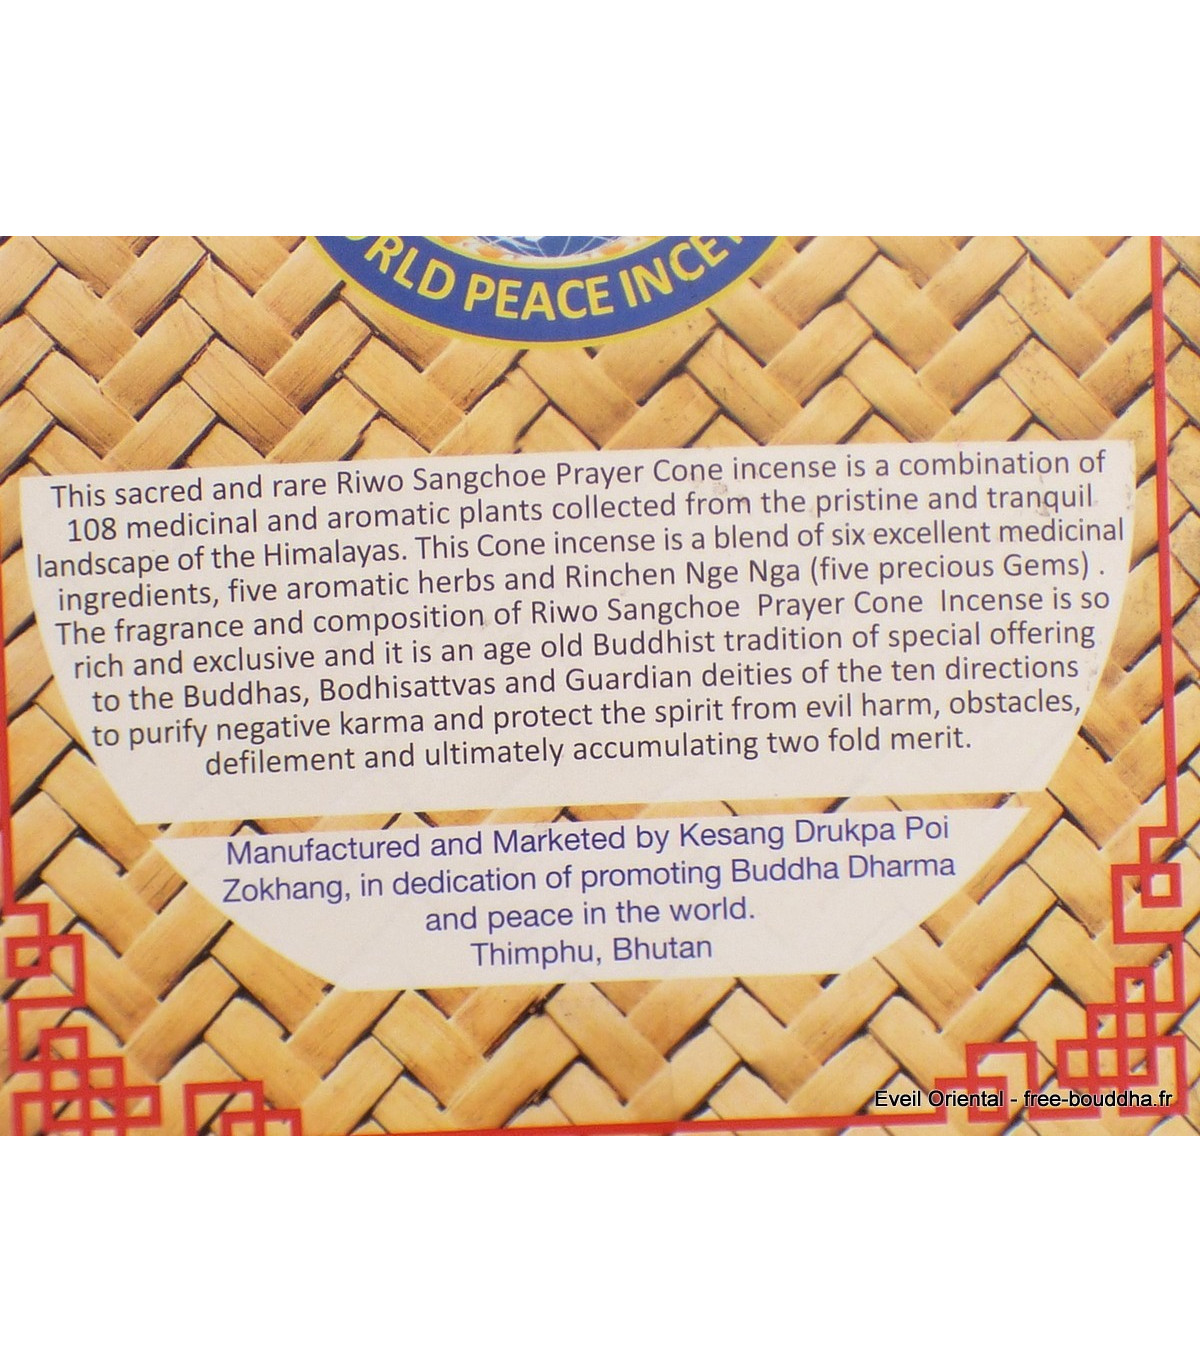 RLD PEACE INCE
This sacred and rare Riwo Sangchoe Prayer Cone incense is a combination of
108 medicinal and aromatic plants collected from the pristine and tranquil
landscape of the Himalayas. This Cone incense is a blend of six excellent medicinal
ingredients, five aromatic herbs and Rinchen Nge Nga (five precious Gems) .
The fragrance and composition of Riwo Sangchoe Prayer Cone Incense is so
rich and exclusive and it is an age old Buddhist tradition of special offering
to the Buddhas, Bodhisattvas and Guardian deities of the ten directions
to purify negative karma and protect the spirit from evil harm, obstacles,
defilement and ultimately accumulating two fold merit.
Manufactured and Marketed by Kesang Drukpa Poi
Zokhang, in dedication of promoting Buddha Dharma
and peace in the world.
Thimphu, Bhutan
Eveil Oriental - free-bouddha.fr